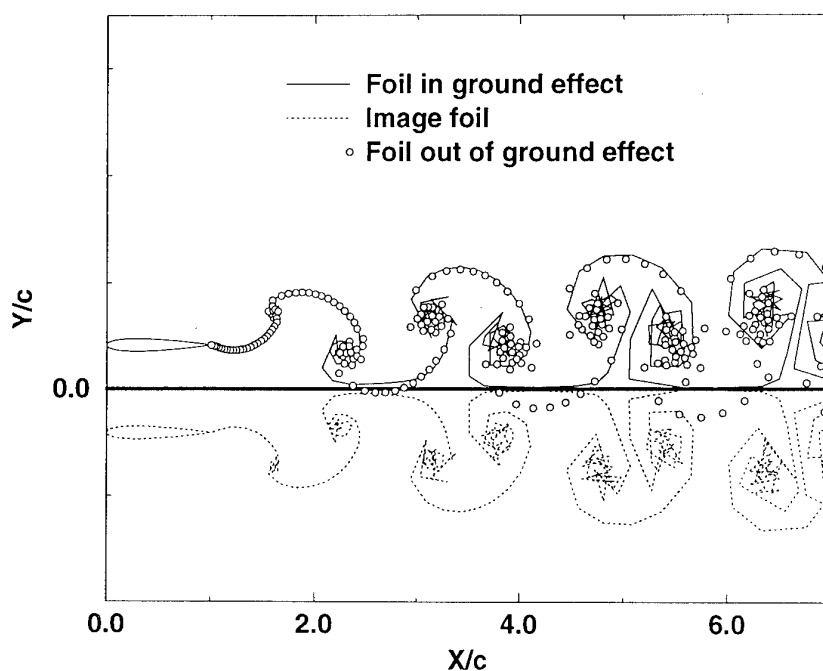 Foil in ground effect
Image foil
Foil out of ground effect
Y/c
0.0
0.0
2.0
4.0
6.0
X/c